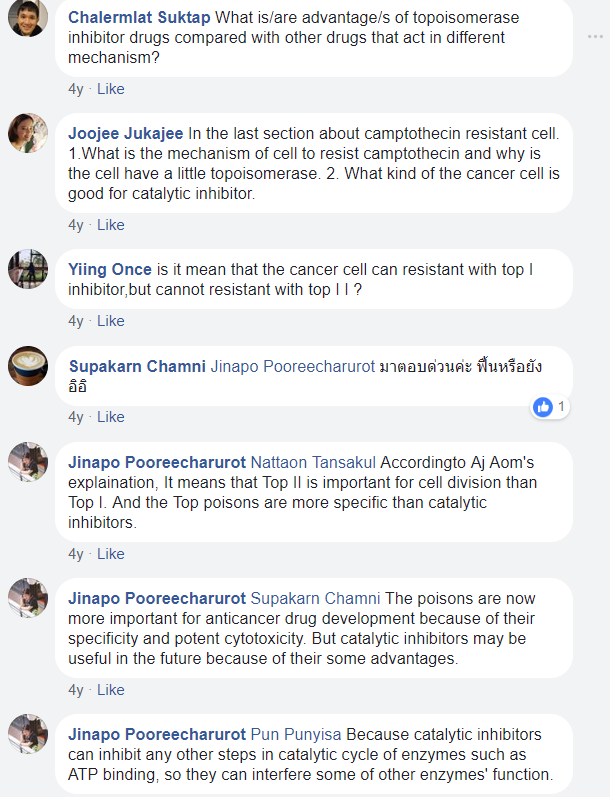 Chalermlat Suktap What is/are advantage/s of topoisomerase
inhibitor drugs compared with other drugs that act in different
mechanism?
4y · Like
Joojee Jukajee In the last section about camptothecin resistant cell.
1.What is the mechanism of cell to resist camptothecin and why is
the cell have a little topoisomerase. 2. What kind of the cancer cell is
good for catalytic inhibitor.
4y · Like
Yiing Once is it mean that the cancer cell can resistant with top I
inhibitor,but cannot resistant with top I I ?
4y · Like
Supakarn Chamni Jinapo Pooreecharurot มาตอบด่วนค่ะ ฟื้นหรือยัง
อิอิ
1
4y · Like
Jinapo Pooreecharurot Nattaon Tansakul Accordingto Aj Aom's
explaination, It means that Top II is important for cell division than
Top I. And the Top poisons are more specific than catalytic
inhibitors.
4y · Like
Jinapo Pooreecharurot Supakarn Chamni The poisons are now
more important for anticancer drug development because of their
specificity and potent cytotoxicity. But catalytic inhibitors may be
useful in the future because of their some advantages.
4y · Like
Jinapo Pooreecharurot Pun Punyisa Because catalytic inhibitors
can inhibit any other steps in catalytic cycle of enzymes such as
ATP binding, so they can interfere some of other enzymes' function.